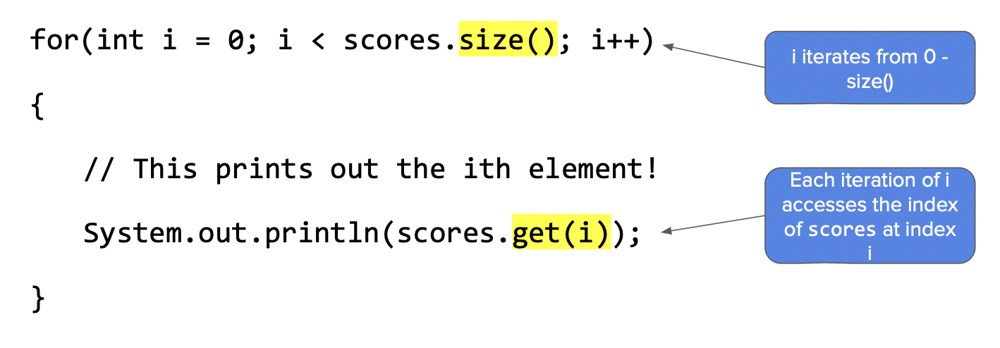 for(int i = 0; i < scores.size(); i++)
i iterates from 0 -
size()
{
// This prints out the ith element!
Each iteration of i
accesses the index
of scores at index
i
System.out.println(scores.get(i));
}